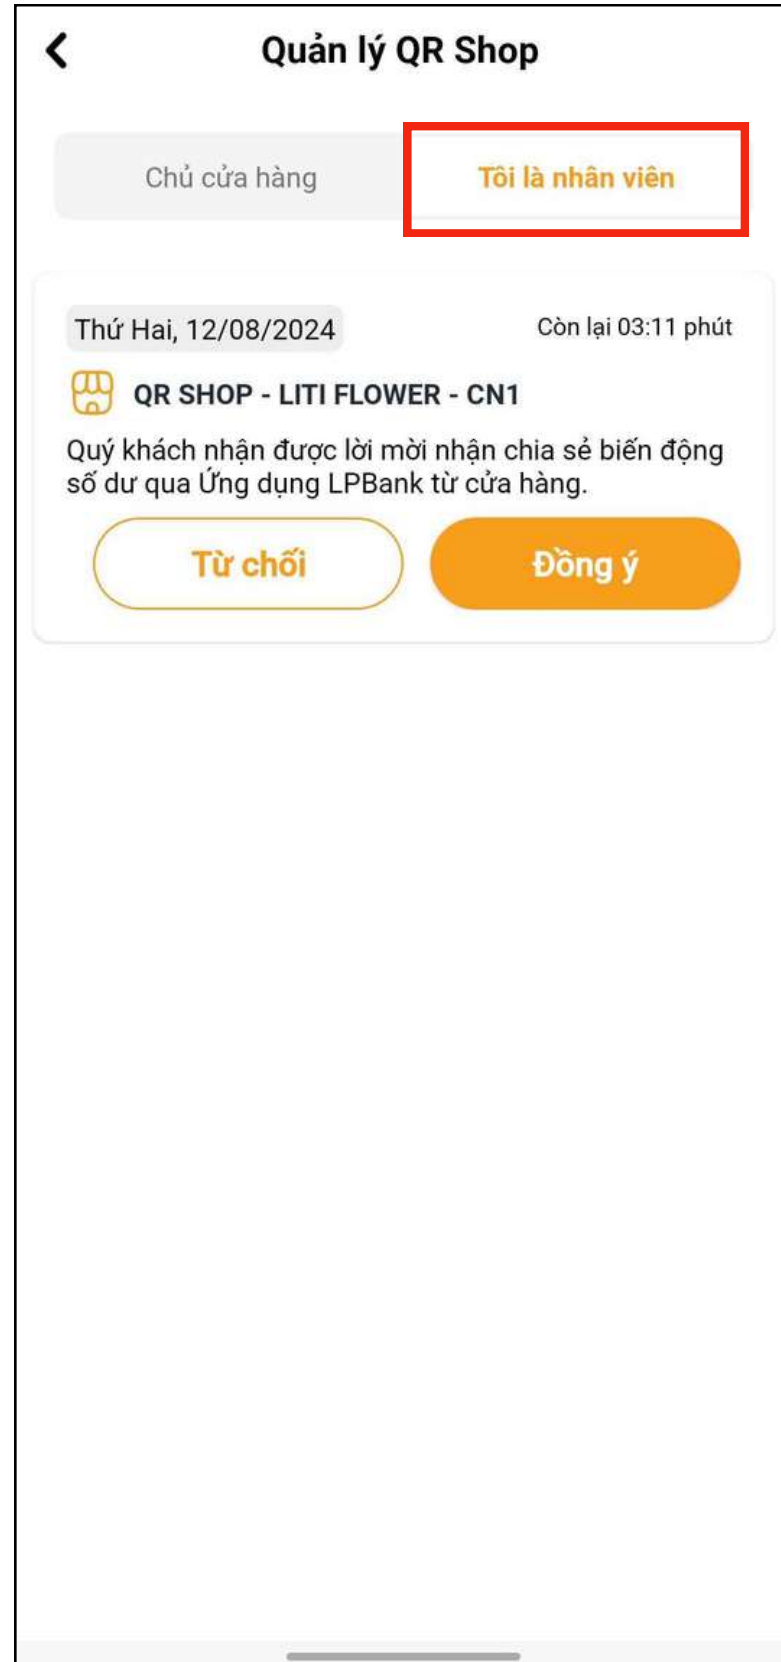 Quản lý QR Shop
Chủ cửa hàng
Tôi là nhân viên
Thứ Hai, 12/08/2024
Còn lại 03:11 phút
QR SHOP - LITI FLOWER - CN1
Quý khách nhận được lời mời nhận chia sẻ biến động
số dư qua Ứng dụng LPBank từ cửa hàng.
Từ chối
Đồng ý